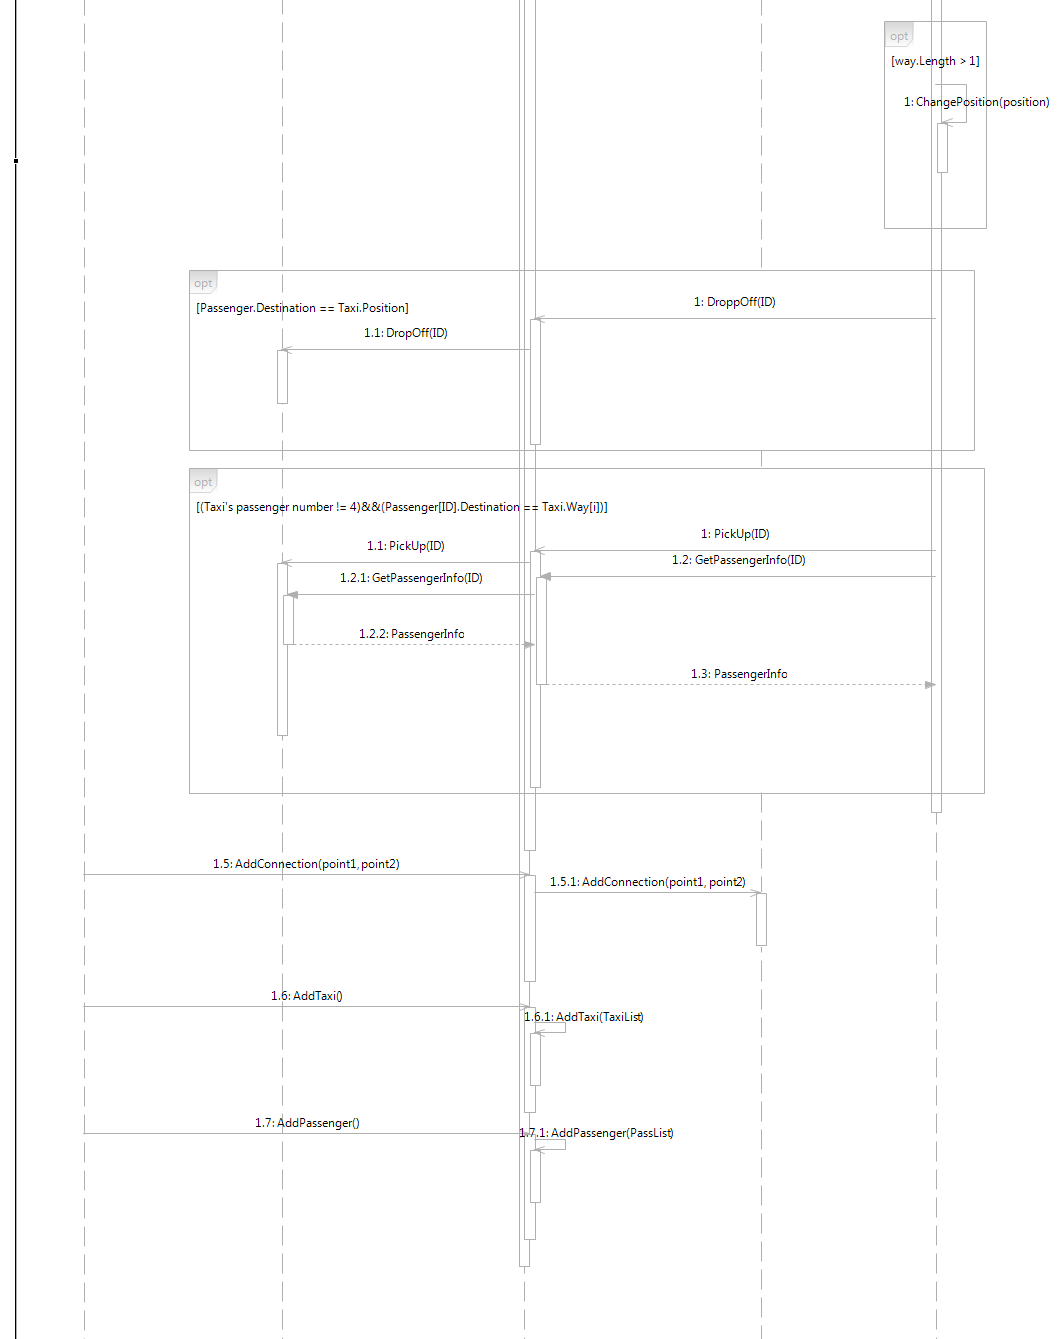 opt
[way.Length > 1]
1: ChangePosition(position)
opt
[Passenger.Destination == Taxi.Position]
1: DroppOff(ID)
1.1: DropOff(ID)
opt
[(Taxi's passenger number != 4)&&(Passenger[ID].Destination == Taxi.Way[i])]
1: PickUp(ID)
1.1: PickUp(ID)
1.2: GetPassengerInfo(ID)
1.2.1: GetPassengerInfo(ID)
1.2.2: PassengerInfo
1.3: PassengerInfo
1.5: AddConnection(point1, point2)
1.5.1: AddConnection(point1, point2)
1.6: AddTaxi()
1.6.1: AddTaxi(TaxiList)
1.7: AddPassenger()
1.7.1: AddPassenger(PassList)